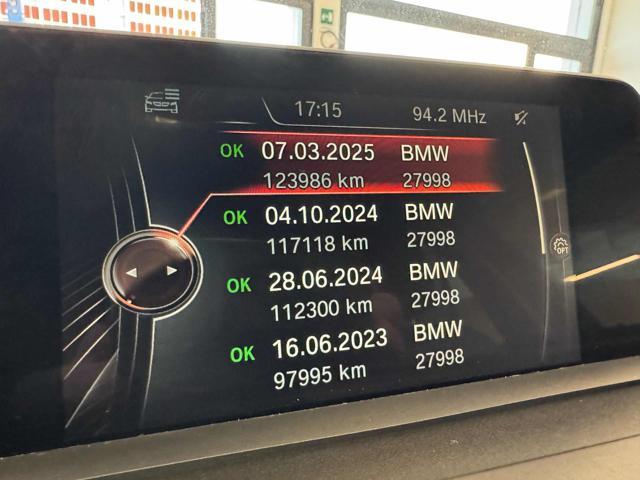 17:15 94.2 MHz
OK 07.03.2025 BMW
123986 km 27998
OK 04.10.2024 BMW
117118 km 27998
OK 28.06.2024 BMW
112300 km 27998
OK 16.06.2023 BMW
97995 km 27998
OPT